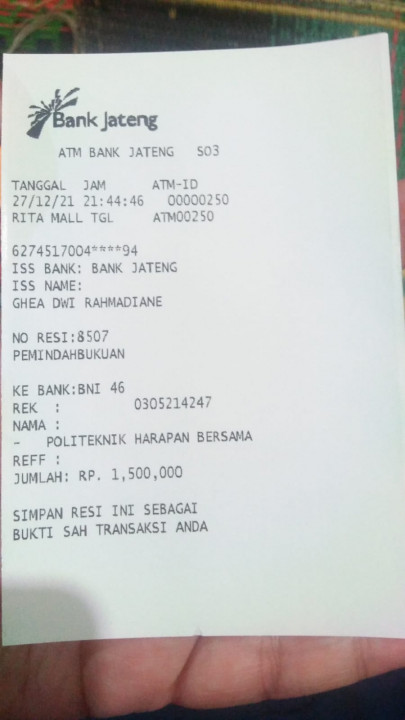 Bank Jateng
ATM BANK JATENG S03
TANGGAL JAM ATM-ID
27/12/21 21:44:46 00000250
RITA MALL TGL ATM00250
6274517004****94
ISS BANK: BANK JATENG
ISS NAME:
GHEA DWI RAHMADIANE
NO RESI:8507
PEMINDAHBUKUAN
KE BANK:BNI 46
REK : 0305214247
NAMA :
- POLITEKNIK HARAPAN BERSAMA
REFF :
JUMLAH: RP. 1,500,000
SIMPAN RESI INI SEBAGAI
BUKTI SAH TRANSAKSI ANDA